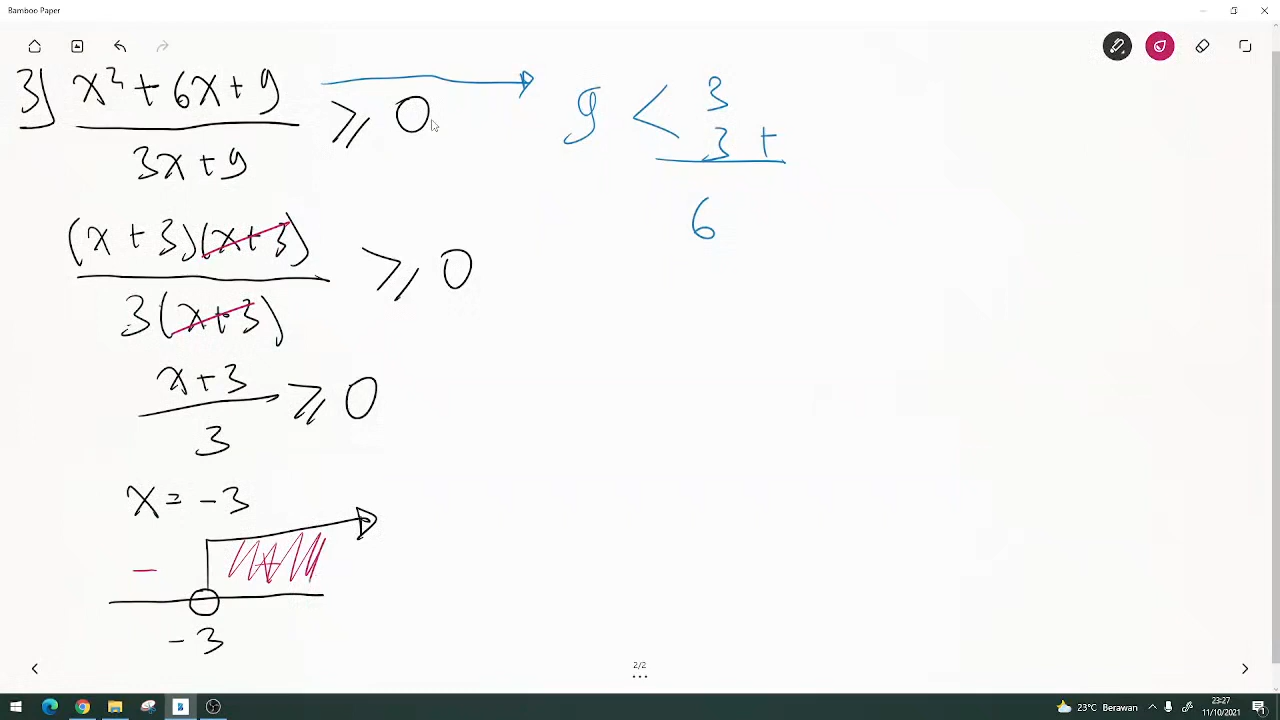 Bamboo Paper
3] x² + 6x + 9 / 3x + 9 ⩾ 0
9 < 3
3 +
6
(x + 3)(x+3) / 3(x+3) ⩾ 0
x+3 / 3 ⩾ 0
x = -3
- +
-3
2/2
23°C Berawan
23:27
11/10/2021